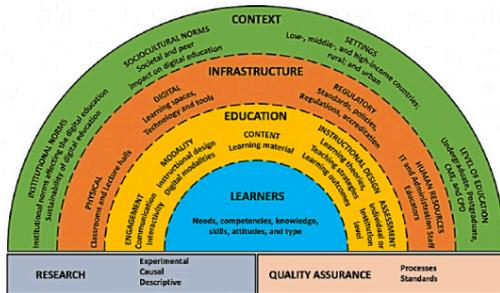 CONTEXT
SOCIOCULTURAL NORMS
Societal and peer
Impact on digital education
SETTINGS
Low-, middle-, and high-income countries;
rural: and urban
INSTITUTIONAL NORMS
Institutional norms affecting the digital education
Sustainability of digital education
LEVEL OF EDUCATION
Undergraduate, Postgraduate,
CME, and CPD
INFRASTRUCTURE
DIGITAL
Learning spaces,
Technology and tools
REGULATORY
Standards, policies,
Regulations, accreditation
PHYSICAL
Classrooms and Lecture halls
HUMAN RESOURCES
IT and Administration Staff
Educators
EDUCATION
MODALITY
Instructional design
Digital modalities
CONTENT
Learning material
INSTRUCTIONAL DESIGN
Learning theories,
Teaching strategies
Learning outcomes
ENGAGEMENT
Communication
Interactivity
ASSESSMENT
Individual or
Institution
level
LEARNERS
Needs, competencies, knowledge,
skills, attitudes, and type
RESEARCH
Experimental
Causal
Descriptive
QUALITY ASSURANCE
Processes
Standards